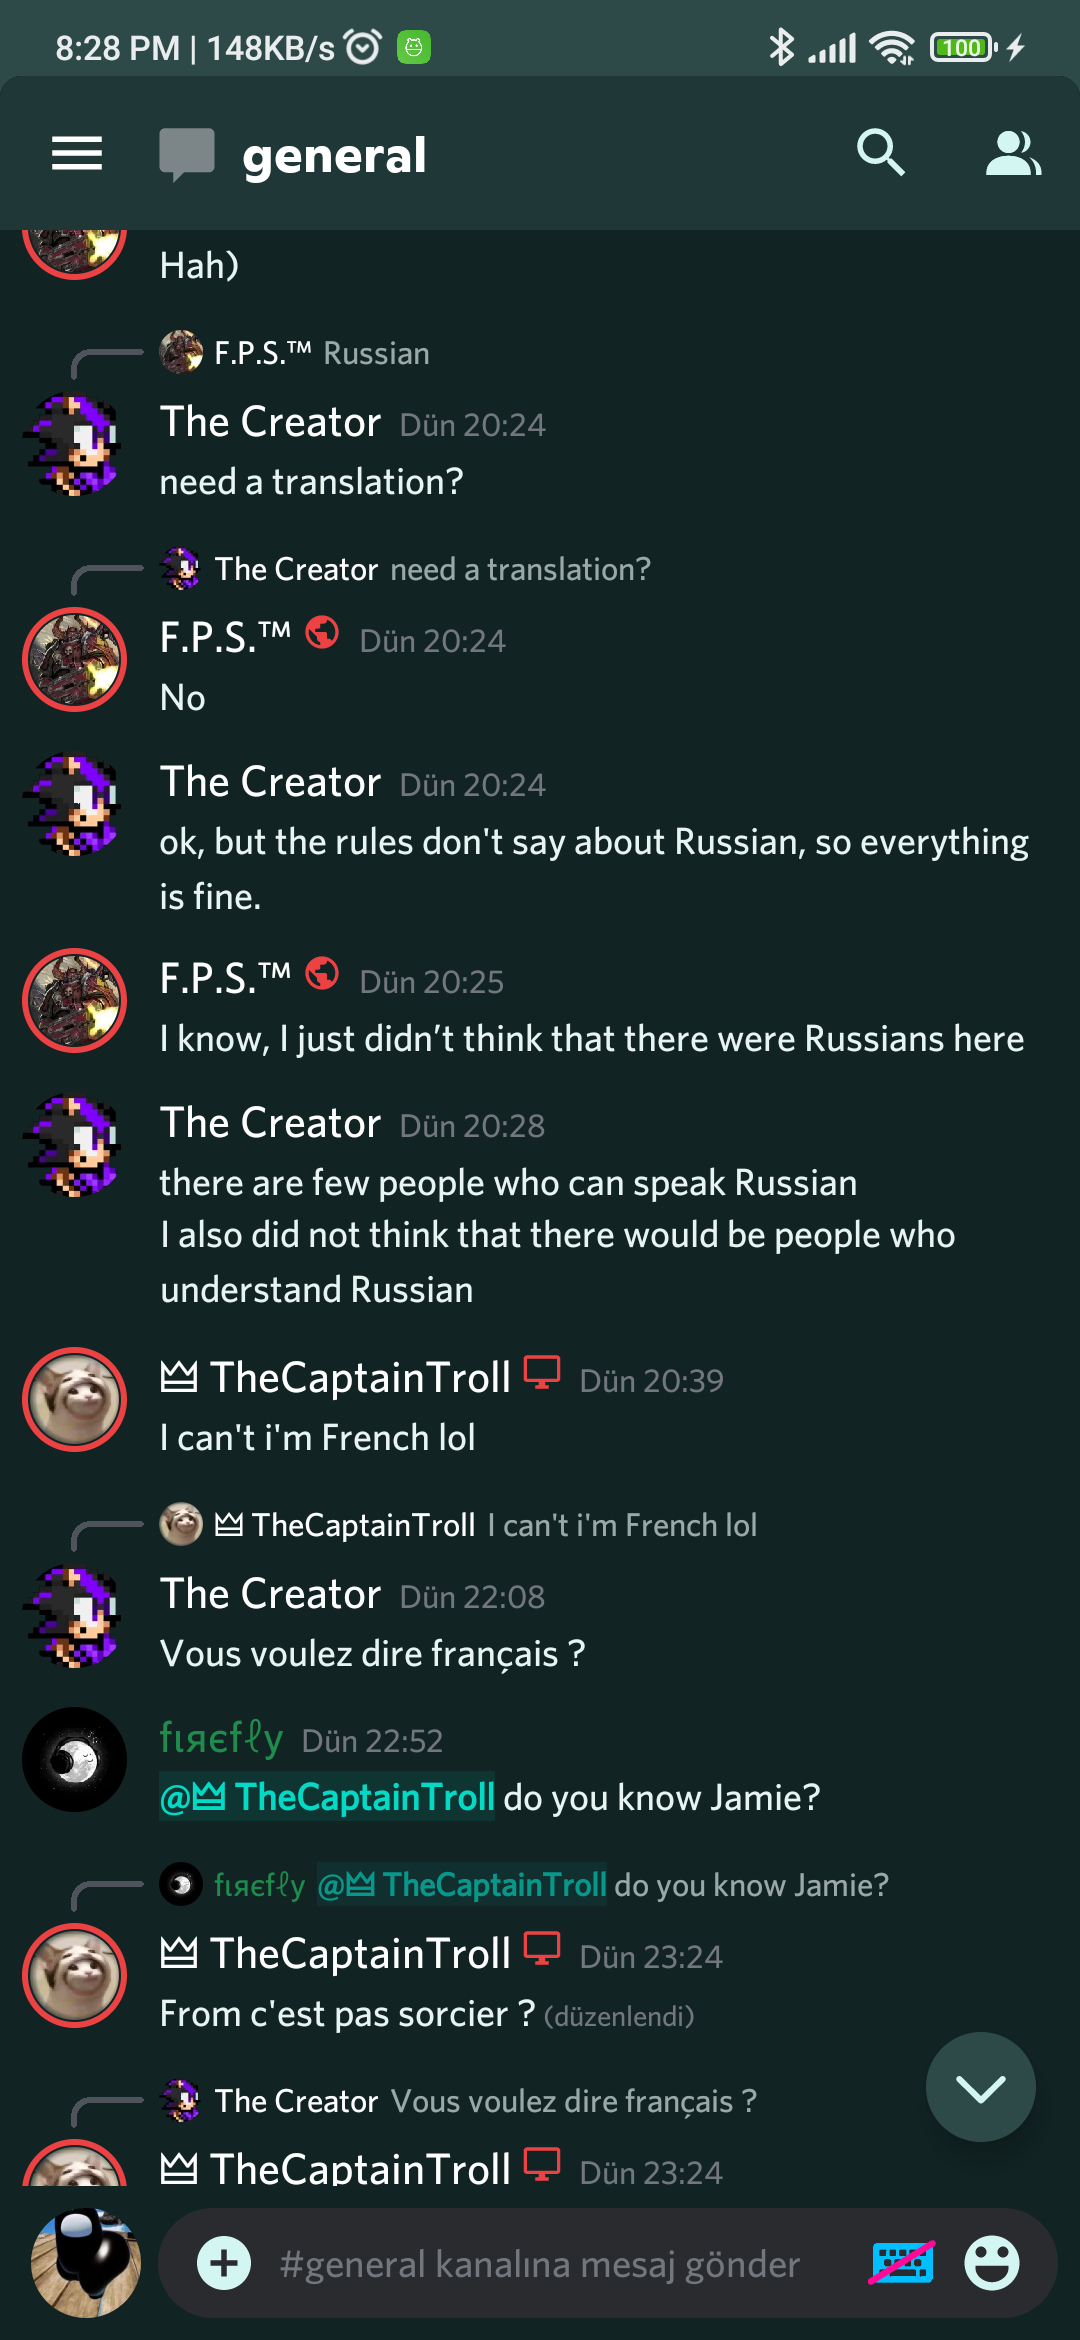 8:28 PM | 148KB/s
100
general
Hah)
F.P.S.™ Russian
The Creator Dün 20:24
need a translation?
The Creator need a translation?
F.P.S.™ Dün 20:24
No
The Creator Dün 20:24
ok, but the rules don't say about Russian, so everything
is fine.
F.P.S.™ Dün 20:25
I know, I just didn’t think that there were Russians here
The Creator Dün 20:28
there are few people who can speak Russian
I also did not think that there would be people who
understand Russian
TheCaptainTroll Dün 20:39
I can't i'm French lol
TheCaptainTroll I can't i'm French lol
The Creator Dün 22:08
Vous voulez dire français ?
fιяєfℓy Dün 22:52
@TheCaptainTroll do you know Jamie?
fιяєfℓy @TheCaptainTroll do you know Jamie?
TheCaptainTroll Dün 23:24
From c'est pas sorcier ? (düzenlendi)
The Creator Vous voulez dire français ?
TheCaptainTroll Dün 23:24
#general kanalına mesaj gönder